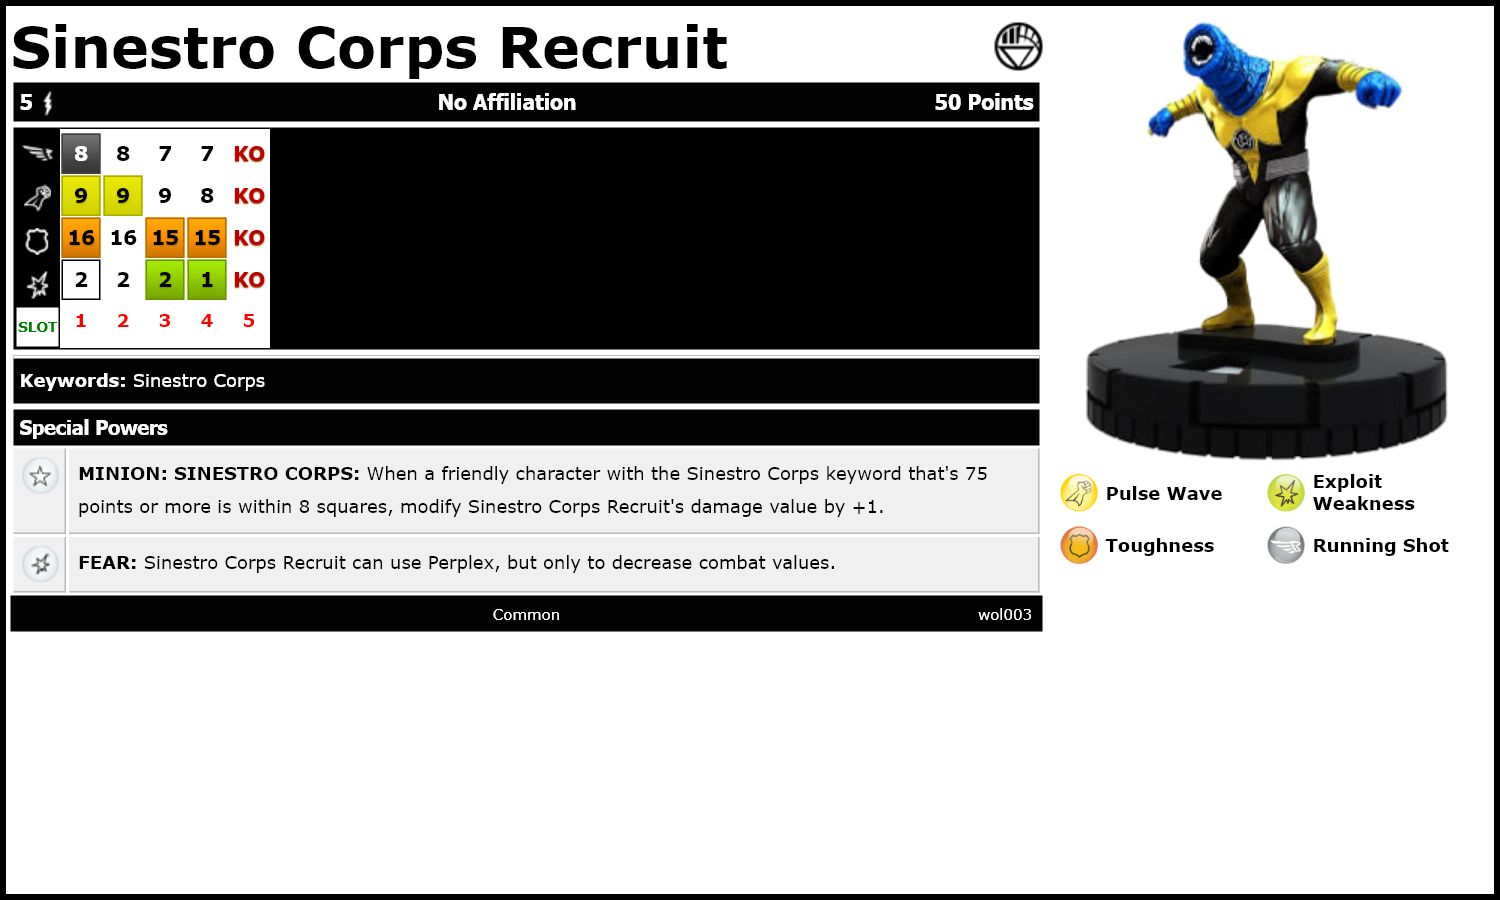 Sinestro Corps Recruit
5 No Affiliation 50 Points
8 8 7 7 KO
9 9 9 8 KO
16 16 15 15 KO
2 2 2 1 KO
SLOT 1 2 3 4 5
Keywords: Sinestro Corps
Special Powers
MINION: SINESTRO CORPS: When a friendly character with the Sinestro Corps keyword that's 75
points or more is within 8 squares, modify Sinestro Corps Recruit's damage value by +1.
FEAR: Sinestro Corps Recruit can use Perplex, but only to decrease combat values.
Common wol003
Pulse Wave
Exploit
Weakness
Toughness
Running Shot